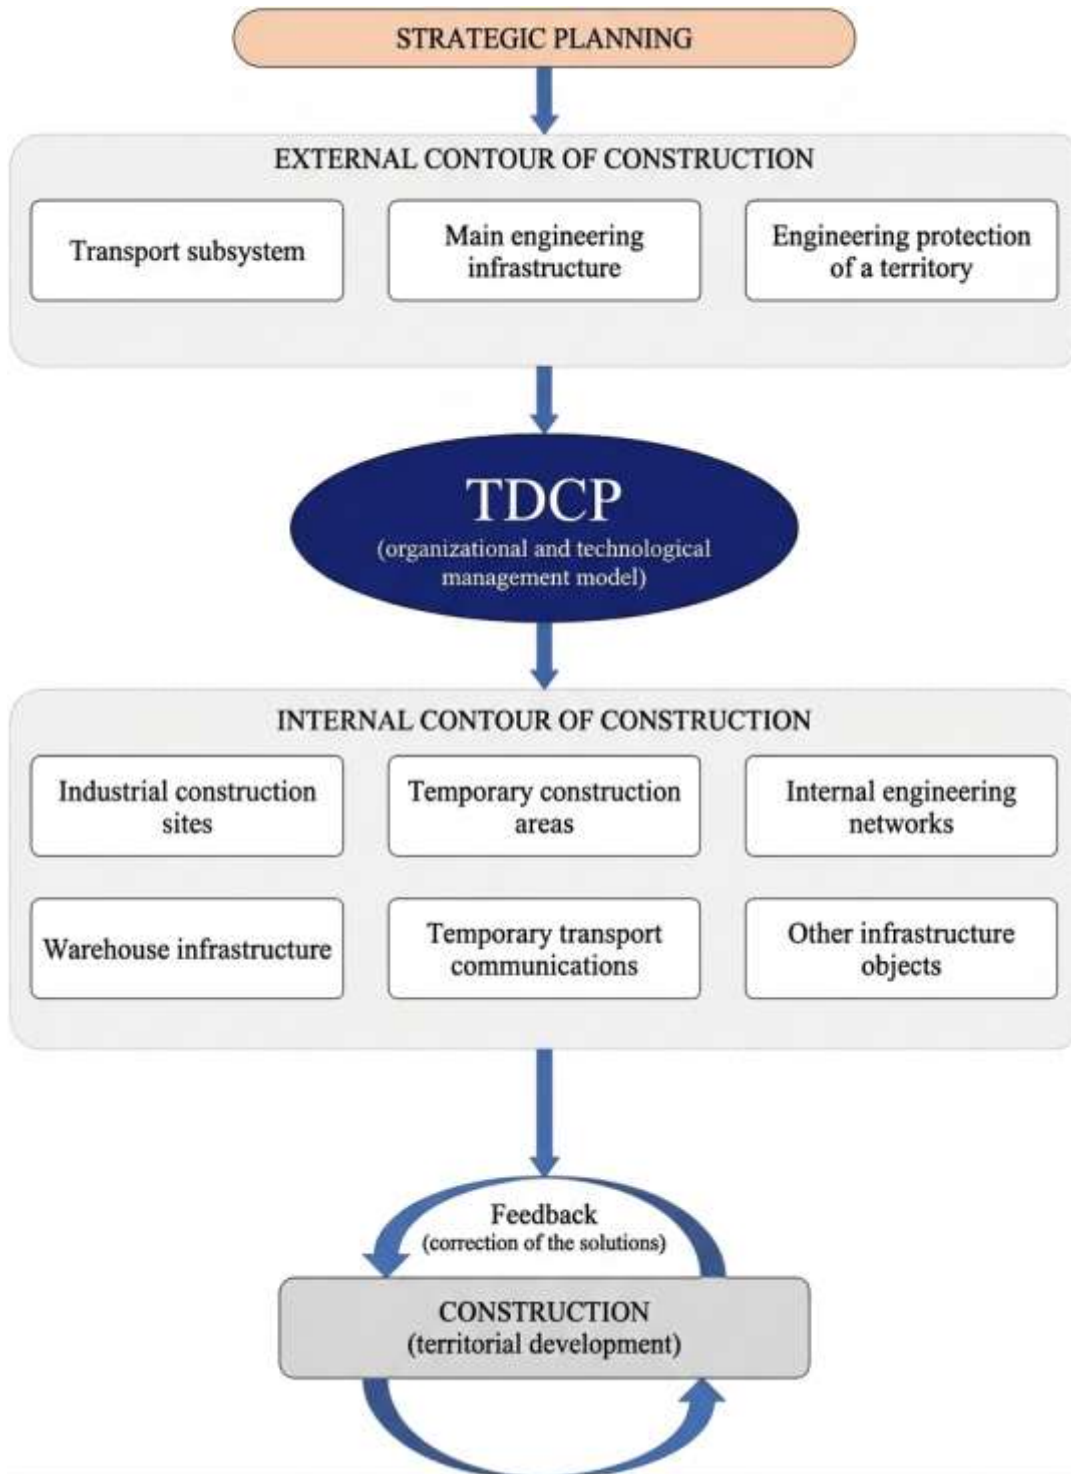 STRATEGIC PLANNING
EXTERNAL CONTOUR OF CONSTRUCTION
Transport subsystem
Main engineering
infrastructure
Engineering protection
of a territory
TDCP
(organizational and technological
management model)
INTERNAL CONTOUR OF CONSTRUCTION
Industrial construction
sites
Temporary construction
areas
Internal engineering
networks
Warehouse infrastructure
Temporary transport
communications
Other infrastructure
objects
Feedback
(correction of the solutions)
CONSTRUCTION
(territorial development)